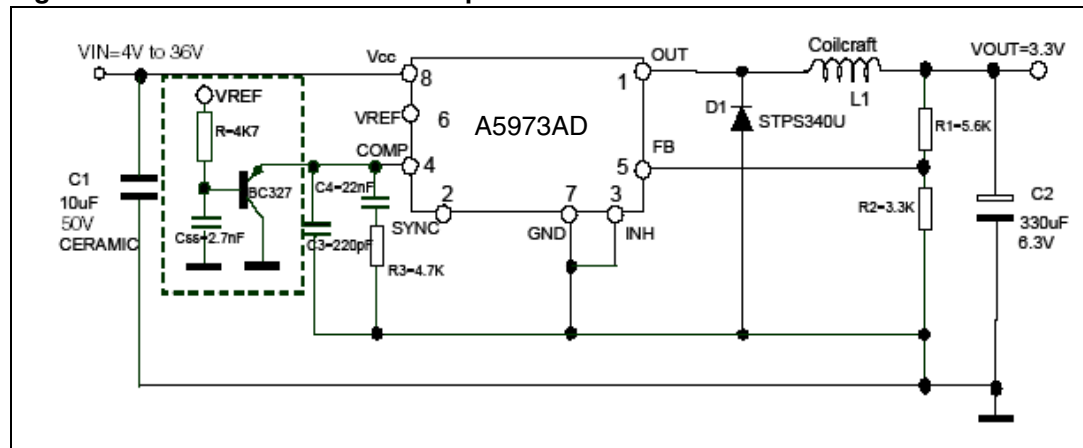 VIN=4V to 36V
Vcc
8
OUT
1
Coilcraft
L1
VOUT=3.3V
VREF
R=4K7
VREF
6
A5973AD
D1
STPS340U
R1=5.6K
COMP
4
FB
5
C1
10uF
50V
CERAMIC
BC327
Css=2.7nF
C4=22nF
SYNC
2
7
GND
3
INH
C3=220pF
R3=4.7K
R2=3.3K
C2
330uF
6.3V